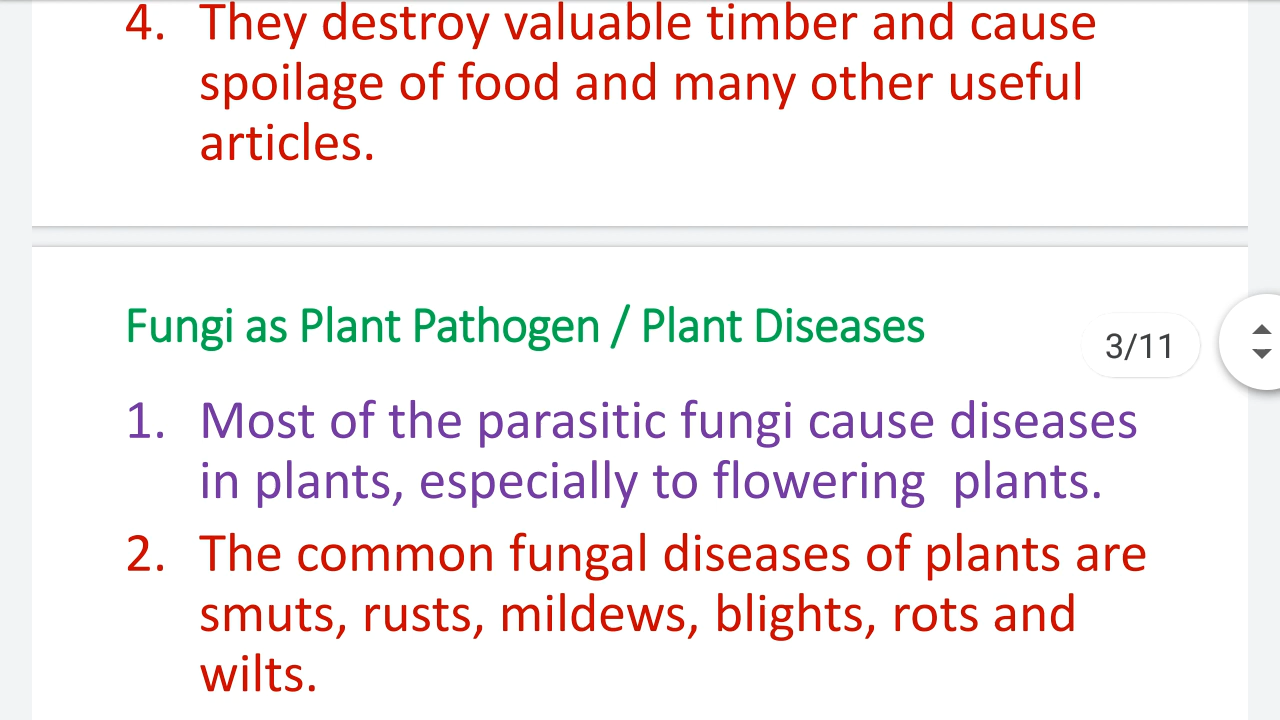 4. They destroy valuable timber and cause
spoilage of food and many other useful
articles.
Fungi as Plant Pathogen / Plant Diseases
3/11
1. Most of the parasitic fungi cause diseases
in plants, especially to flowering  plants.
2. The common fungal diseases of plants are
smuts, rusts, mildews, blights, rots and
wilts.